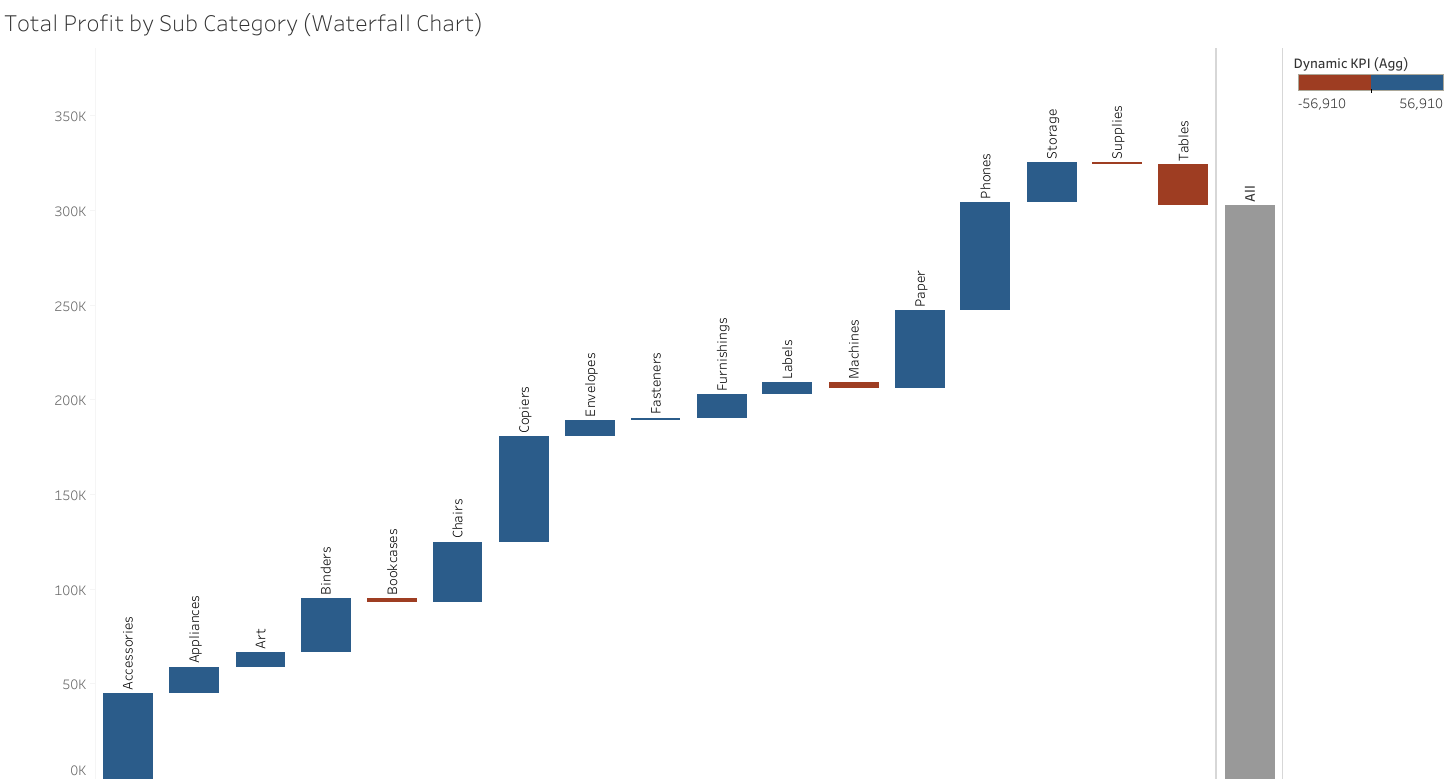 Total Profit by Sub Category (Waterfall Chart)
Dynamic KPI (Agg)
-56,910 56,910
350K
300K
250K
200K
150K
100K
50K
0K
Accessories
Appliances
Art
Binders
Bookcases
Chairs
Copiers
Envelopes
Fasteners
Furnishings
Labels
Machines
Paper
Phones
Storage
Supplies
Tables
All